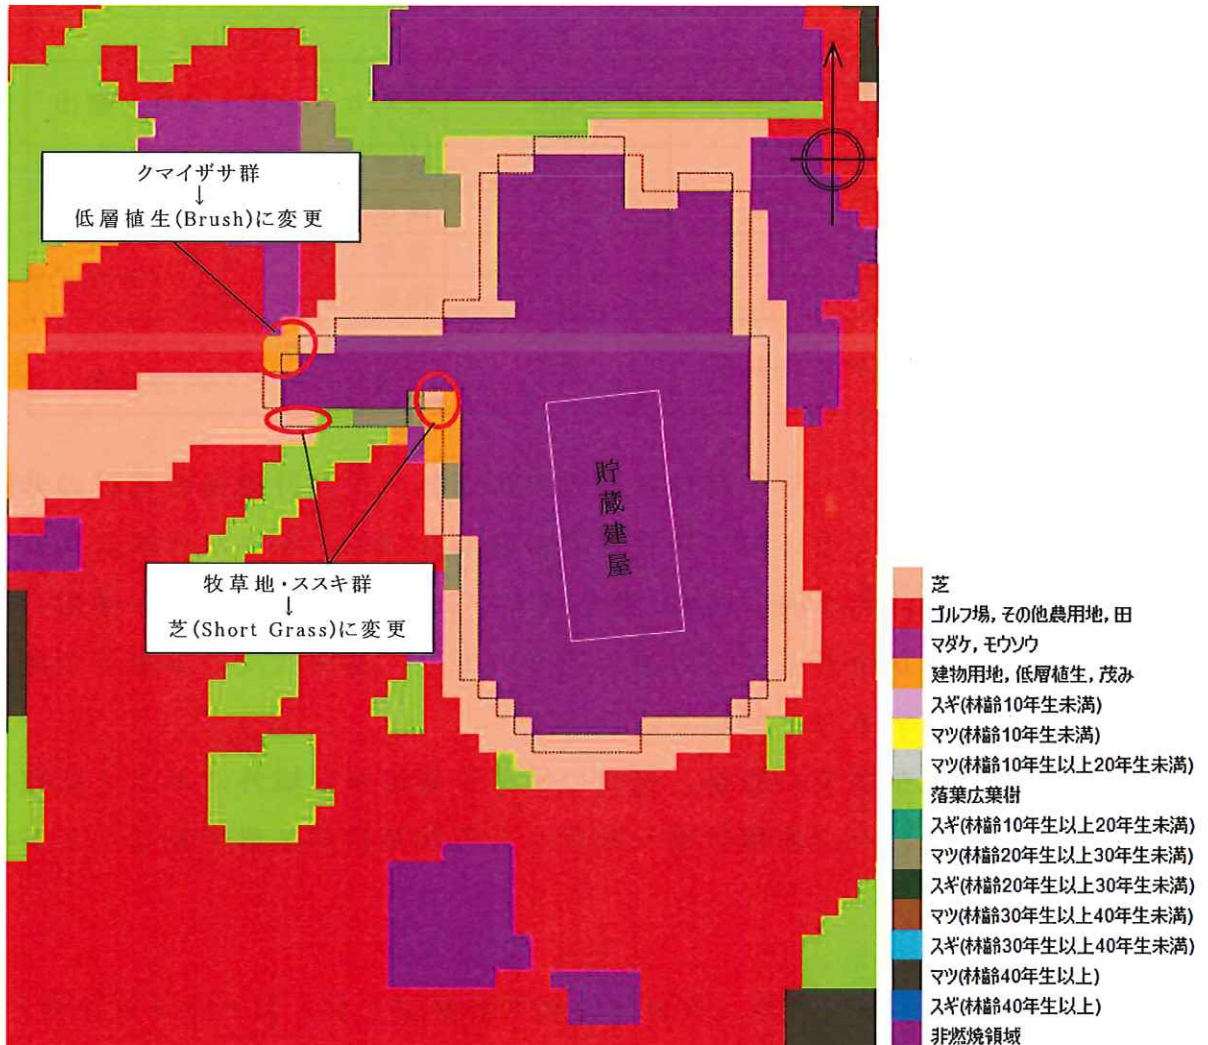 クマイザサ群
↓
低層植生(Brush)に変更
貯蔵建屋
牧草地・ススキ群
↓
芝(Short Grass)に変更
芝
ゴルフ場, その他農用地, 田
マダケ, モウソウ
建物用地, 低層植生, 茂み
スギ(林齢10年生未満)
マツ(林齢10年生未満)
マツ(林齢10年生以上20年生未満)
落葉広葉樹
スギ(林齢10年生以上20年生未満)
マツ(林齢20年生以上30年生未満)
スギ(林齢20年生以上30年生未満)
マツ(林齢30年生以上40年生未満)
スギ(林齢30年生以上40年生未満)
マツ(林齢40年生以上)
スギ(林齢40年生以上)
非燃焼領域